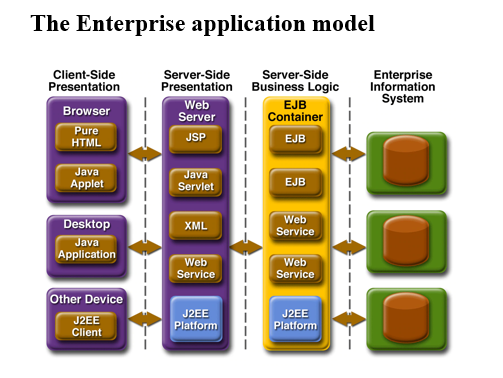 The Enterprise application model
Client-Side
Presentation
Server-Side
Presentation
Server-Side
Business Logic
Enterprise
Information
System
Browser
Pure
HTML
Java
Applet
Desktop
Java
Application
Other Device
J2EE
Client
Web
Server
JSP
Java
Servlet
XML
Web
Service
J2EE
Platform
EJB
Container
EJB
EJB
Web
Service
Web
Service
J2EE
Platform